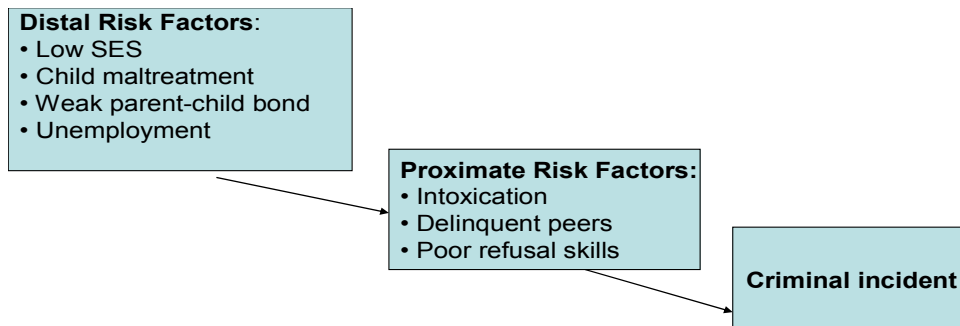 Distal Risk Factors:
• Low SES
• Child maltreatment
• Weak parent-child bond
• Unemployment
Proximate Risk Factors:
• Intoxication
• Delinquent peers
• Poor refusal skills
Criminal incident